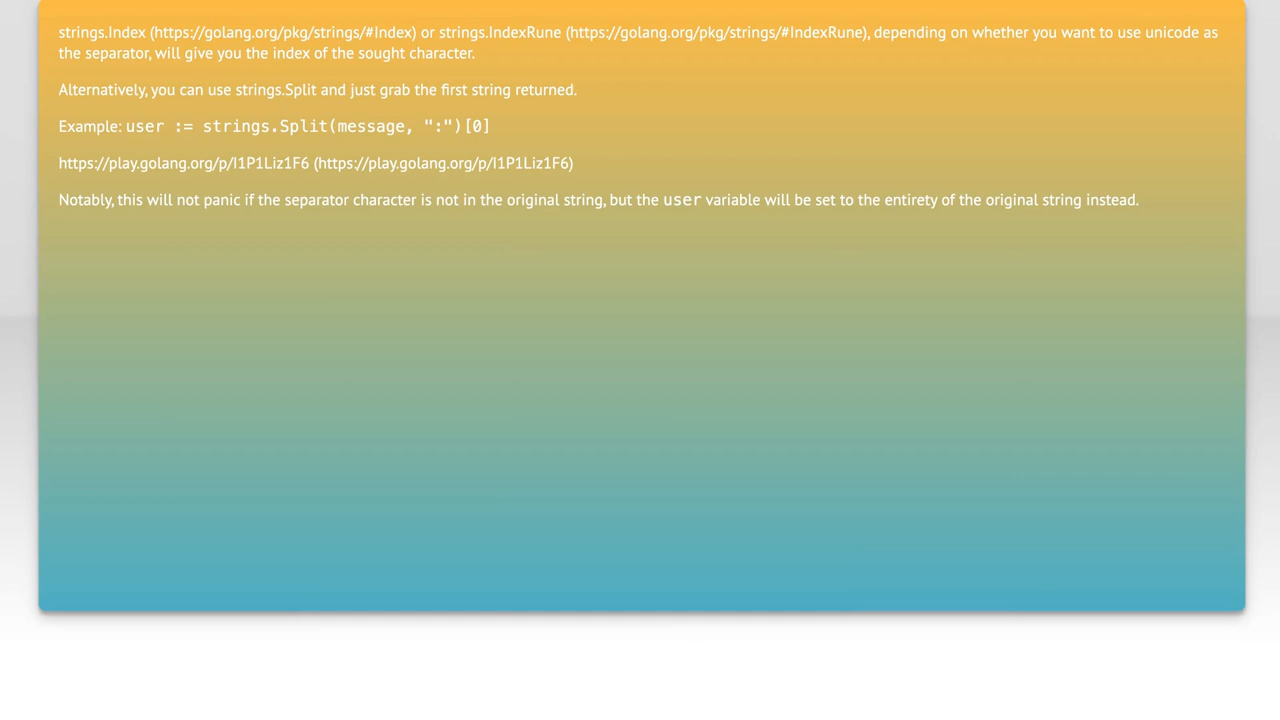 strings.Index (https://golang.org/pkg/strings/#Index) or strings.IndexRune (https://golang.org/pkg/strings/#IndexRune), depending on whether you want to use unicode as
the separator, will give you the index of the sought character.
Alternatively, you can use strings.Split and just grab the first string returned.
Example: user := strings.Split(message, ":")[0]
https://play.golang.org/p/I1P1Liz1F6 (https://play.golang.org/p/I1P1Liz1F6)
Notably, this will not panic if the separator character is not in the original string, but the user variable will be set to the entirety of the original string instead.